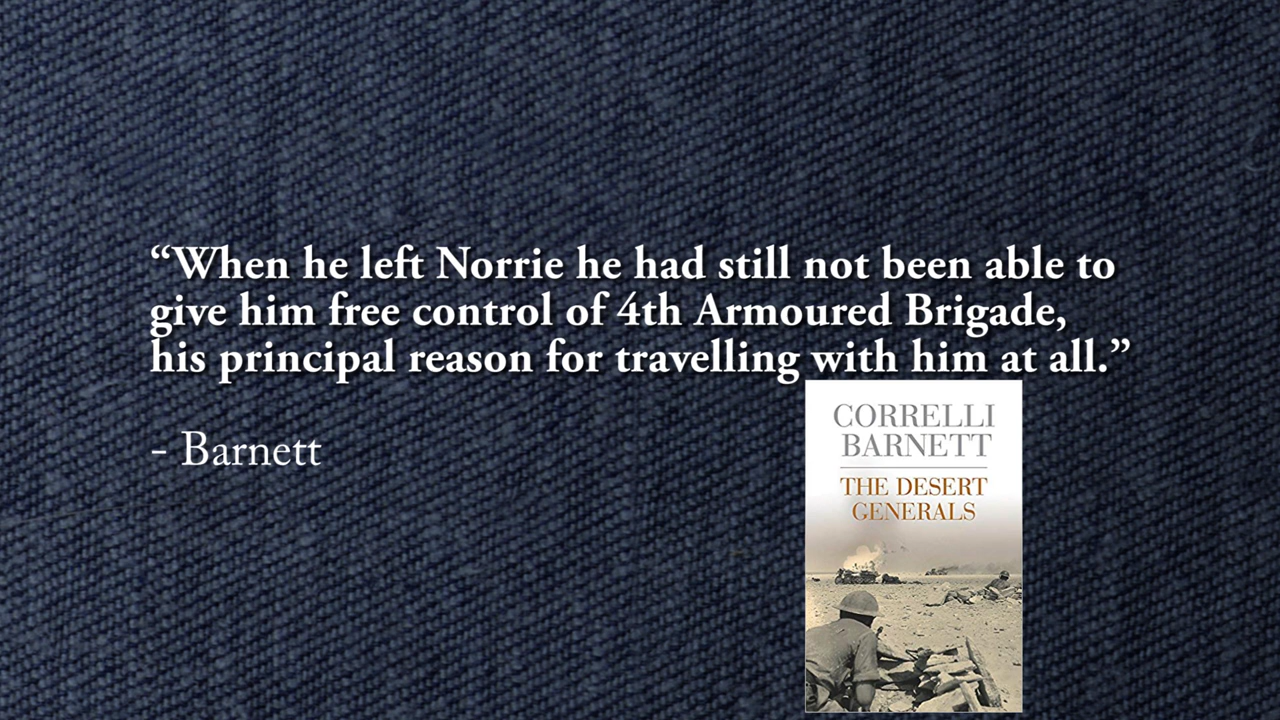 “When he left Norrie he had still not been able to
give him free control of 4th Armoured Brigade,
his principal reason for travelling with him at all.”
- Barnett
CORRELLI
BARNETT
THE DESERT
GENERALS